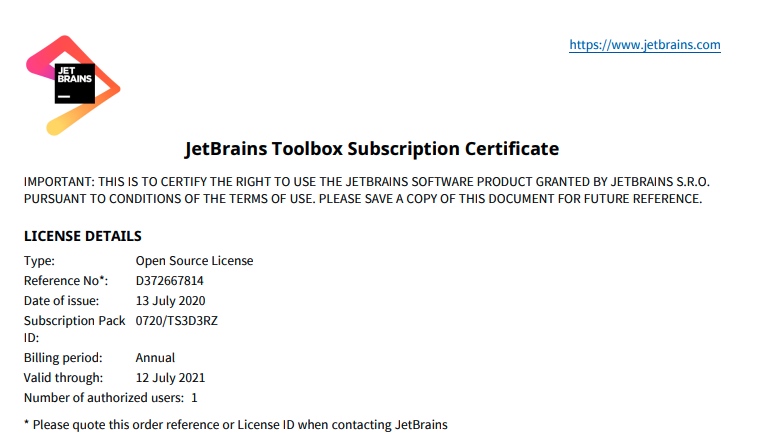 https://www.jetbrains.com
JET
BRAINS
JetBrains Toolbox Subscription Certificate
IMPORTANT: THIS IS TO CERTIFY THE RIGHT TO USE THE JETBRAINS SOFTWARE PRODUCT GRANTED BY JETBRAINS S.R.O.
PURSUANT TO CONDITIONS OF THE TERMS OF USE. PLEASE SAVE A COPY OF THIS DOCUMENT FOR FUTURE REFERENCE.
LICENSE DETAILS
Type: Open Source License
Reference No*: D372667814
Date of issue: 13 July 2020
Subscription Pack 0720/TS3D3RZ
ID:
Billing period: Annual
Valid through: 12 July 2021
Number of authorized users: 1
* Please quote this order reference or License ID when contacting JetBrains